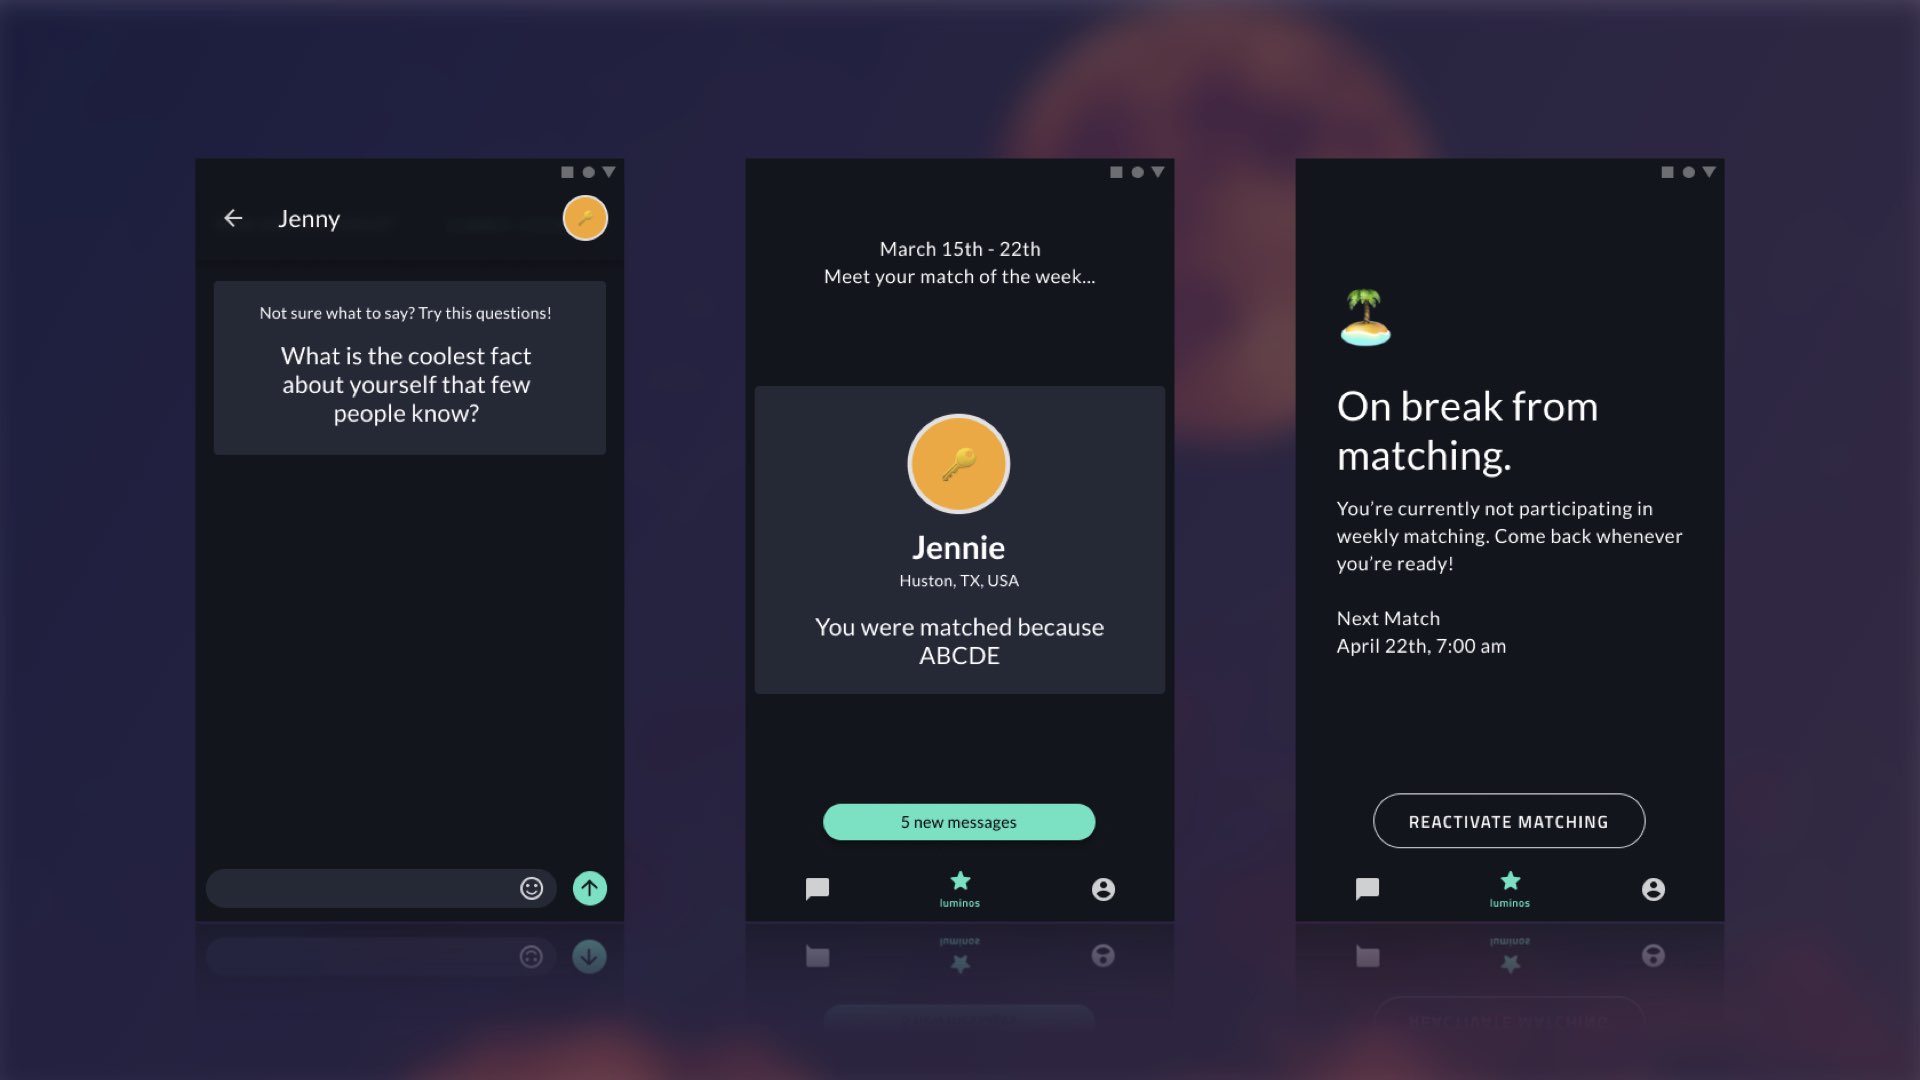 Jenny
Not sure what to say? Try this questions!
What is the coolest fact
about yourself that few
people know?
March 15th - 22th
Meet your match of the week...
Jennie
Huston, TX, USA
You were matched because
ABCDE
5 new messages
luminos
On break from
matching.
You’re currently not participating in
weekly matching. Come back whenever
you’re ready!
Next Match
April 22th, 7:00 am
REACTIVATE MATCHING
luminos